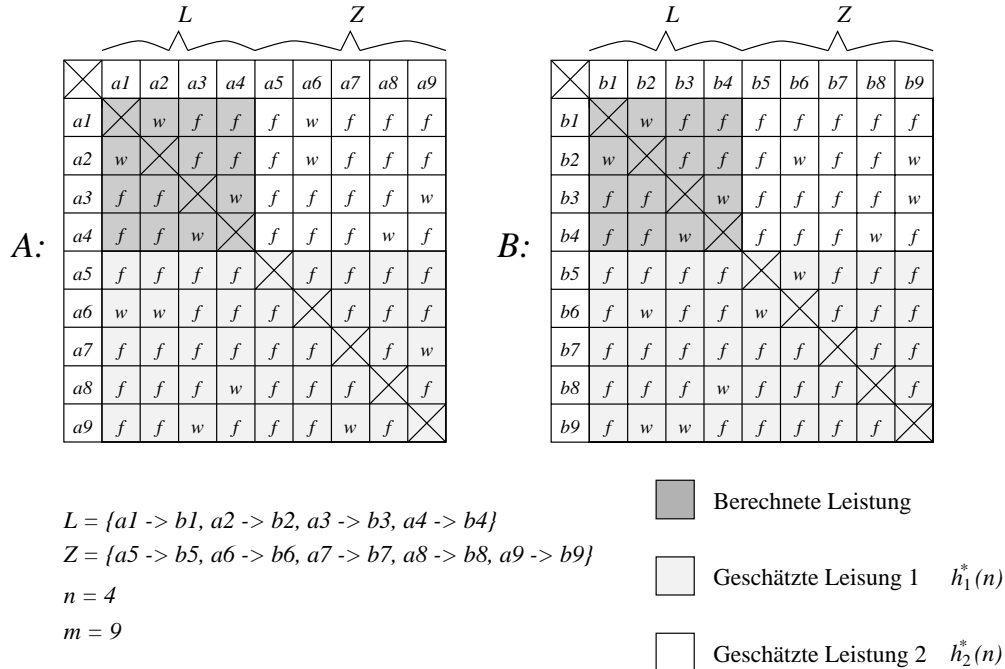 L Z L Z
a1 a2 a3 a4 a5 a6 a7 a8 a9 b1 b2 b3 b4 b5 b6 b7 b8 b9
a1 w f f f w f f f b1 w f f f f f f f
a2 w f f f w f f f b2 w f f f w f f w
a3 f f w f f f f w b3 f f w f f f f w
A: a4 f f w f f f w f B: b4 f f w f f f w f
a5 f f f f f f f f b5 f f f f w f f f
a6 w w f f f f f f b6 f w f f w f f f
a7 f f f f f f f w b7 f f f f f f f f
a8 f f f w f f f f b8 f f f w f f f f
a9 f f w f f f w f b9 f w w f f f f f
L = {a1 -> b1, a2 -> b2, a3 -> b3, a4 -> b4}
Z = {a5 -> b5, a6 -> b6, a7 -> b7, a8 -> b8, a9 -> b9}
n = 4
m = 9
Berechnete Leistung
Geschätzte Leisung 1 h₁*(n)
Geschätzte Leistung 2 h₂*(n)